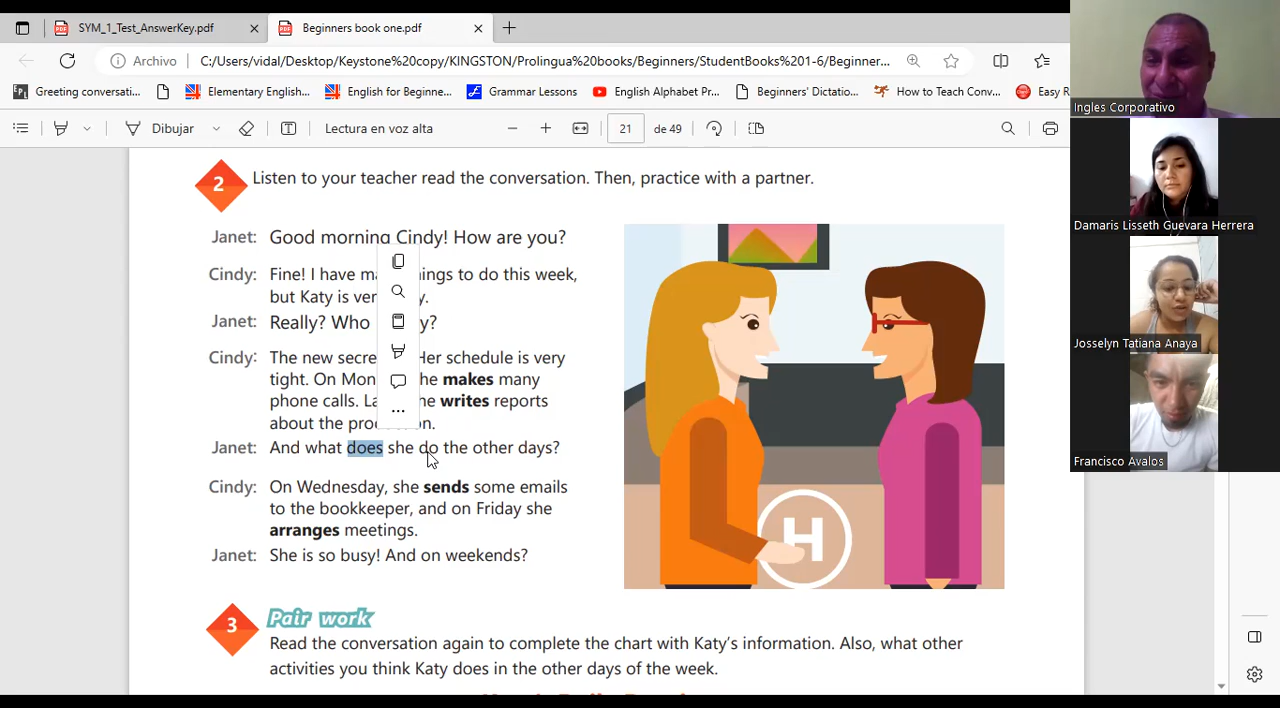 SYM_1_Test_AnswerKey.pdf
Beginners book one.pdf
Archivo
C:/Users/vidal/Desktop/Keystone%20copy/KINGSTON/Prolingua%20books/Beginners/StudentBooks%201-6/Beginner...
Greeting conversati...
Elementary English...
English for Beginne...
Grammar Lessons
English Alphabet Pr...
Beginners' Dictatio...
How to Teach Conv...
Easy R
Dibujar
Lectura en voz alta
21
de 49
2
Listen to your teacher read the conversation. Then, practice with a partner.
Janet: Good morning Cindy! How are you?
Cindy: Fine! I have ma ings to do this week,
but Katy is ver y.
Janet: Really? Who y?
Cindy: The new secre Her schedule is very
tight. On Mon he makes many
phone calls. La he writes reports
about the pro n.
Janet: And what does she do the other days?
Cindy: On Wednesday, she sends some emails
to the bookkeeper, and on Friday she
arranges meetings.
Janet: She is so busy! And on weekends?
H
3
Pair work
Read the conversation again to complete the chart with Katy's information. Also, what other
activities you think Katy does in the other days of the week.
Ingles Corporativo
Damaris Lisseth Guevara Herrera
Josselyn Tatiana Anaya
Francisco Avalos